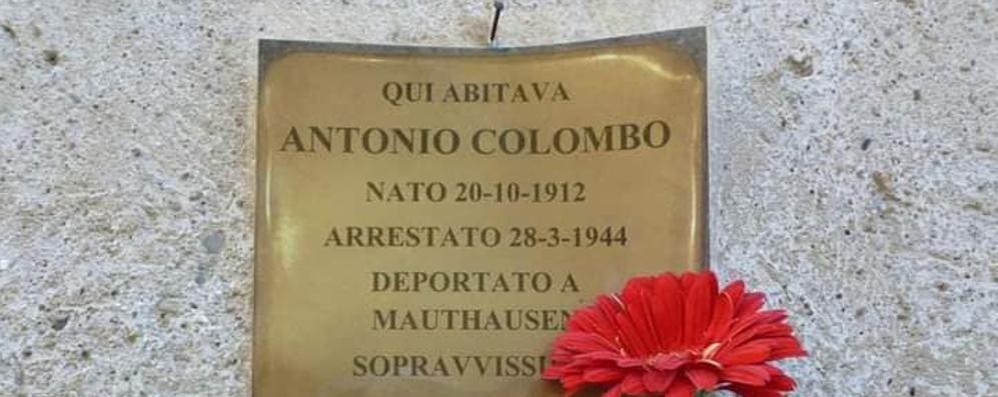 QUI ABITAVA
ANTONIO COLOMBO
NATO 20-10-1912
ARRESTATO 28-3-1944
DEPORTATO A
MAUTHAUSEN